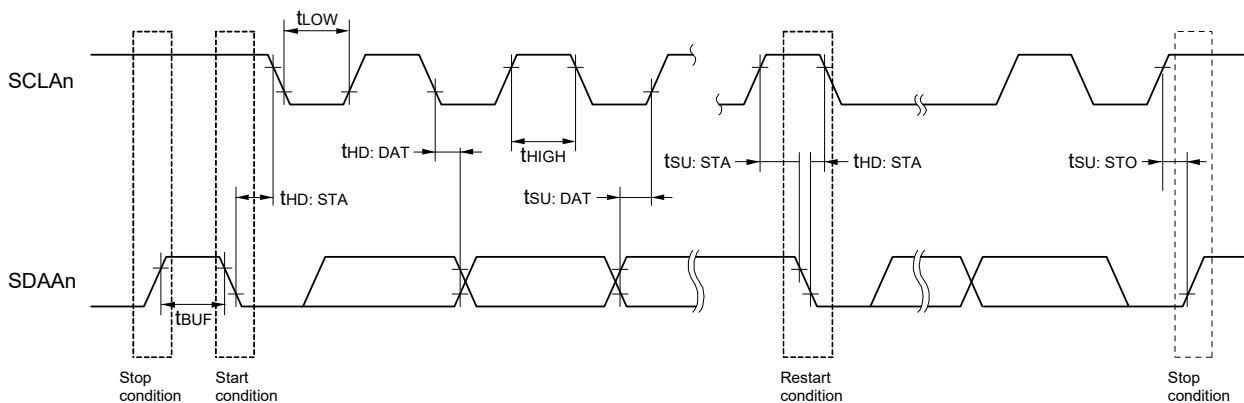 tLOW
SCLAn
tHD: DAT
tHIGH
tSU: STA
tHD: STA
tSU: STO
tHD: STA
tSU: DAT
SDAAn
tBUF
Stop
condition
Start
condition
Restart
condition
Stop
condition